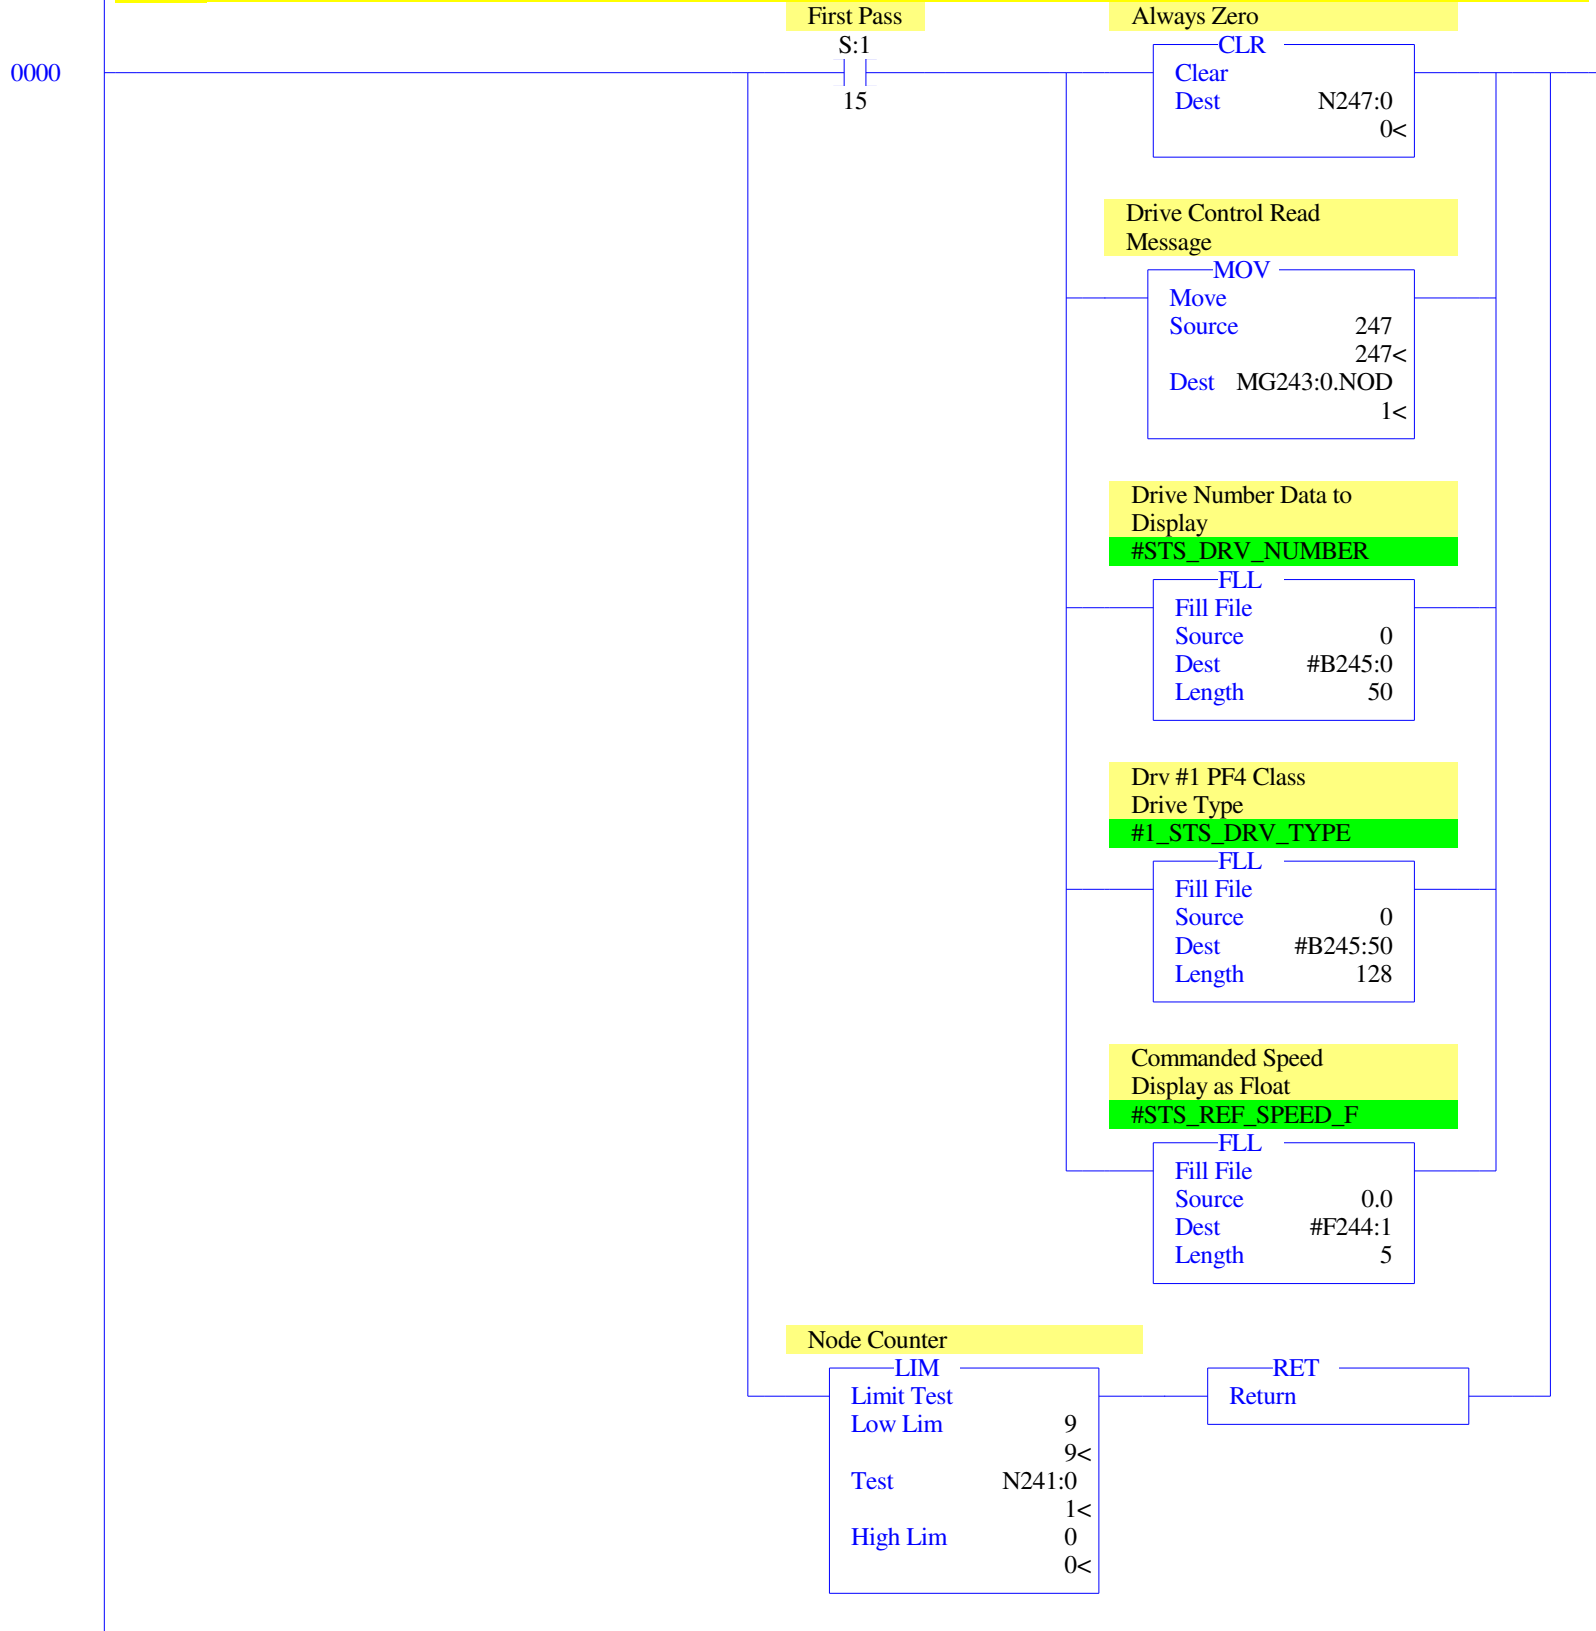 First Pass
Always Zero
S:1
CLR
0000
Clear
15
Dest N247:0
0<
Drive Control Read
Message
MOV
Move
Source 247
247<
Dest MG243:0.NOD
1<
Drive Number Data to
Display
#STS_DRV_NUMBER
FLL
Fill File
Source 0
Dest #B245:0
Length 50
Drv #1 PF4 Class
Drive Type
#1_STS_DRV_TYPE
FLL
Fill File
Source 0
Dest #B245:50
Length 128
Commanded Speed
Display as Float
#STS_REF_SPEED_F
FLL
Fill File
Source 0.0
Dest #F244:1
Length 5
Node Counter
LIM
Limit Test
Low Lim 9
9<
Test N241:0
1<
High Lim 0
0<
RET
Return